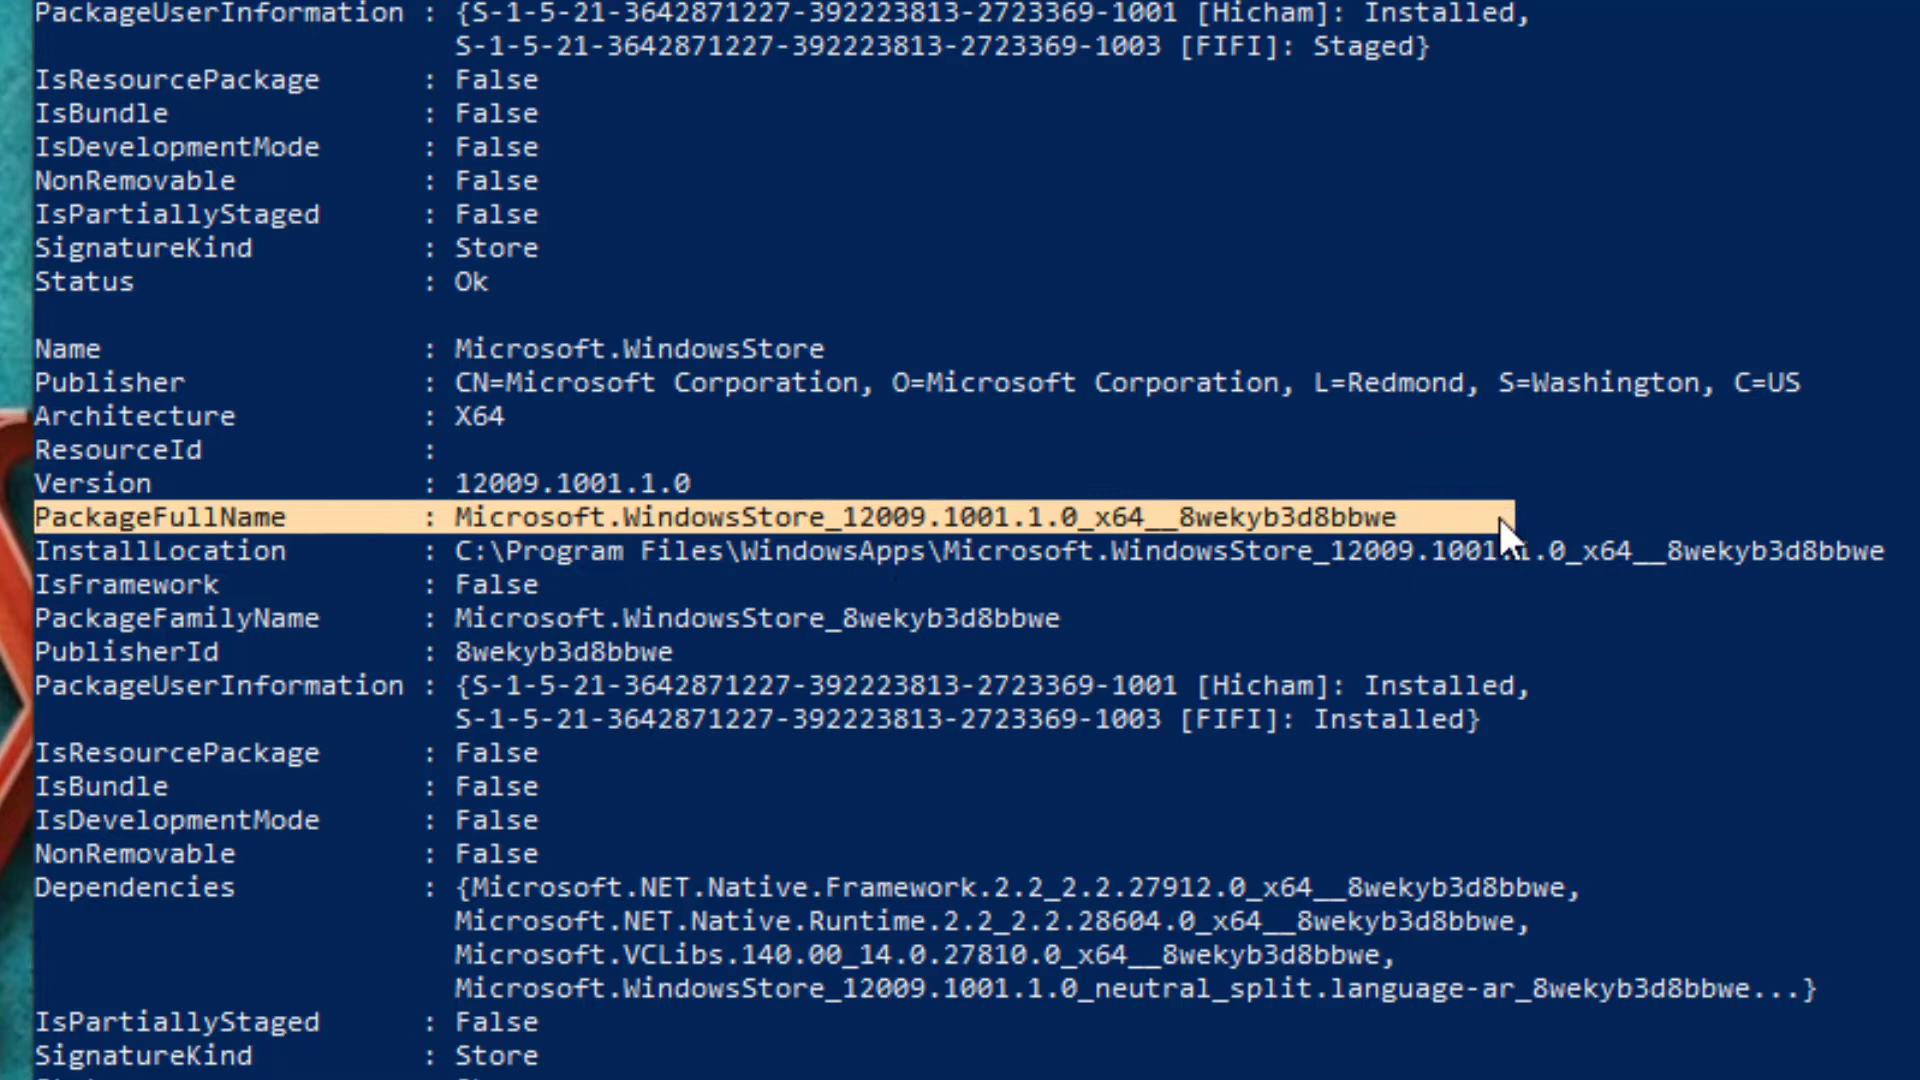 PackageUserInformation : {S-1-5-21-3642871227-392223813-2723369-1001 [Hicham]: Installed,
S-1-5-21-3642871227-392223813-2723369-1003 [FIFI]: Staged}
IsResourcePackage : False
IsBundle : False
IsDevelopmentMode : False
NonRemovable : False
IsPartiallyStaged : False
SignatureKind : Store
Status : Ok
Name : Microsoft.WindowsStore
Publisher : CN=Microsoft Corporation, O=Microsoft Corporation, L=Redmond, S=Washington, C=US
Architecture : X64
ResourceId :
Version : 12009.1001.1.0
PackageFullName : Microsoft.WindowsStore_12009.1001.1.0_x64__8wekyb3d8bbwe
InstallLocation : C:\Program Files\WindowsApps\Microsoft.WindowsStore_12009.1001.1.0_x64__8wekyb3d8bbwe
IsFramework : False
PackageFamilyName : Microsoft.WindowsStore_8wekyb3d8bbwe
PublisherId : 8wekyb3d8bbwe
PackageUserInformation : {S-1-5-21-3642871227-392223813-2723369-1001 [Hicham]: Installed,
S-1-5-21-3642871227-392223813-2723369-1003 [FIFI]: Installed}
IsResourcePackage : False
IsBundle : False
IsDevelopmentMode : False
NonRemovable : False
Dependencies : {Microsoft.NET.Native.Framework.2.2_2.2.27912.0_x64__8wekyb3d8bbwe,
Microsoft.NET.Native.Runtime.2.2_2.2.28604.0_x64__8wekyb3d8bbwe,
Microsoft.VCLibs.140.00_14.0.27810.0_x64__8wekyb3d8bbwe,
Microsoft.WindowsStore_12009.1001.1.0_neutral_split.language-ar_8wekyb3d8bbwe...}
IsPartiallyStaged : False
SignatureKind : Store